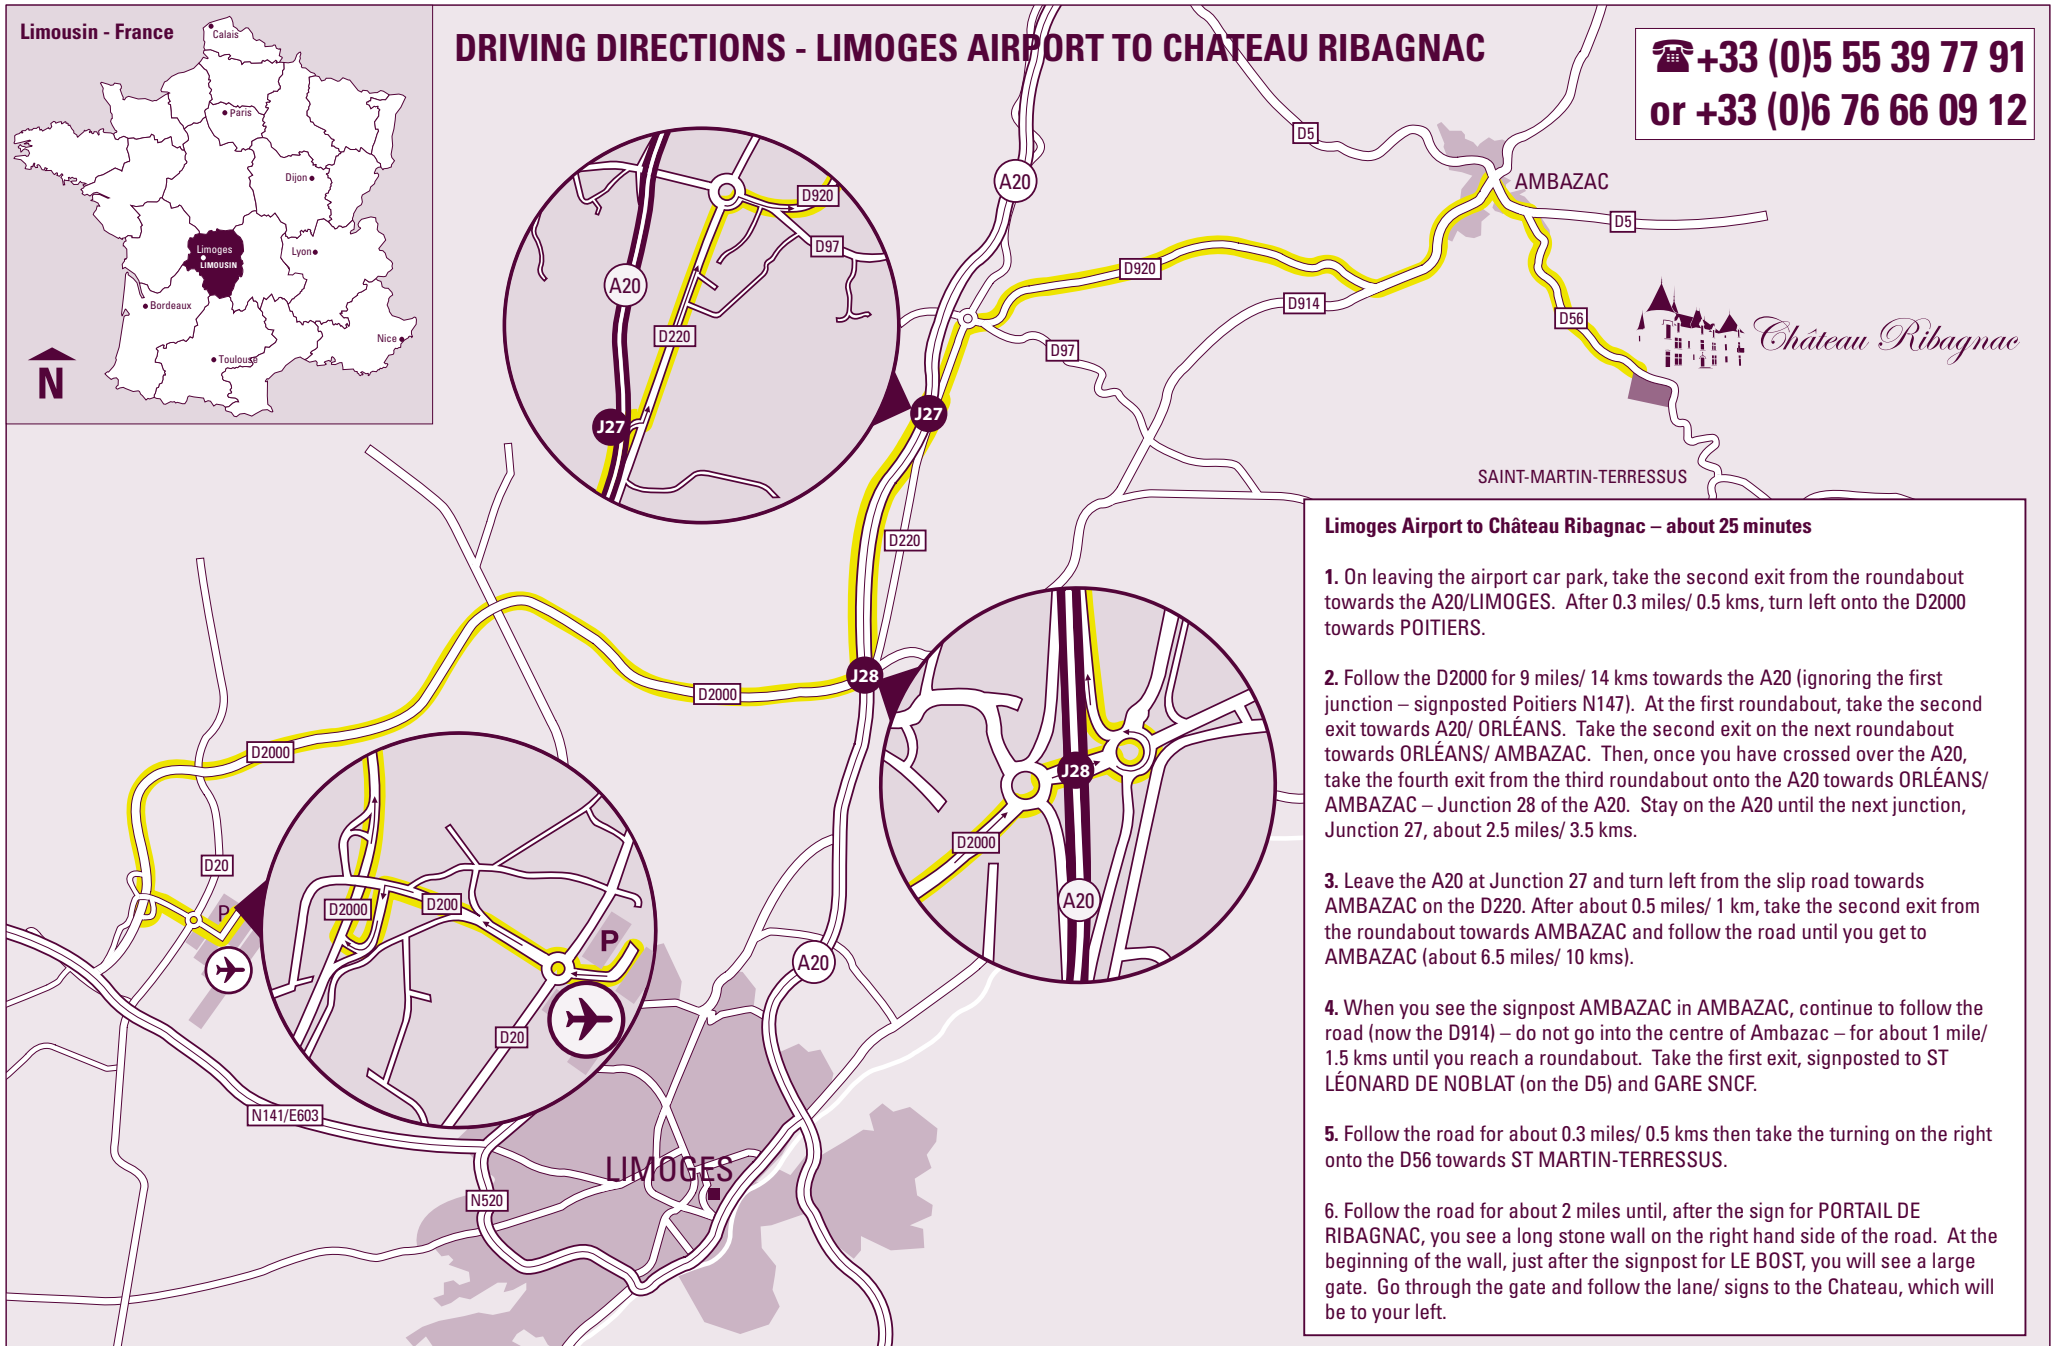 Limousin - France
Calais
Paris
Dijon
Limoges
LIMOUSIN
Lyon
Bordeaux
Nice
Toulouse
N
DRIVING DIRECTIONS - LIMOGES AIRPORT TO CHATEAU RIBAGNAC
+33 (0)5 55 39 77 91
or +33 (0)6 76 66 09 12
D920
D97
A20
D220
J27
A20
D5
AMBAZAC
D5
D920
D914
D56
Château Ribagnac
D97
J27
SAINT-MARTIN-TERRESSUS
D220
J28
D2000
D2000
D20
P
D2000
D200
P
D20
J28
D2000
A20
A20
N141/E603
LIMOGES
N520
Limoges Airport to Château Ribagnac – about 25 minutes
1. On leaving the airport car park, take the second exit from the roundabout
towards the A20/LIMOGES. After 0.3 miles/ 0.5 kms, turn left onto the D2000
towards POITIERS.
2. Follow the D2000 for 9 miles/ 14 kms towards the A20 (ignoring the first
junction – signposted Poitiers N147). At the first roundabout, take the second
exit towards A20/ ORLÉANS. Take the second exit on the next roundabout
towards ORLÉANS/ AMBAZAC. Then, once you have crossed over the A20,
take the fourth exit from the third roundabout onto the A20 towards ORLÉANS/
AMBAZAC – Junction 28 of the A20. Stay on the A20 until the next junction,
Junction 27, about 2.5 miles/ 3.5 kms.
3. Leave the A20 at Junction 27 and turn left from the slip road towards
AMBAZAC on the D220. After about 0.5 miles/ 1 km, take the second exit from
the roundabout towards AMBAZAC and follow the road until you get to
AMBAZAC (about 6.5 miles/ 10 kms).
4. When you see the signpost AMBAZAC in AMBAZAC, continue to follow the
road (now the D914) – do not go into the centre of Ambazac – for about 1 mile/
1.5 kms until you reach a roundabout. Take the first exit, signposted to ST
LÉONARD DE NOBLAT (on the D5) and GARE SNCF.
5. Follow the road for about 0.3 miles/ 0.5 kms then take the turning on the right
onto the D56 towards ST MARTIN-TERRESSUS.
6. Follow the road for about 2 miles until, after the sign for PORTAIL DE
RIBAGNAC, you see a long stone wall on the right hand side of the road. At the
beginning of the wall, just after the signpost for LE BOST, you will see a large
gate. Go through the gate and follow the lane/ signs to the Chateau, which will
be to your left.